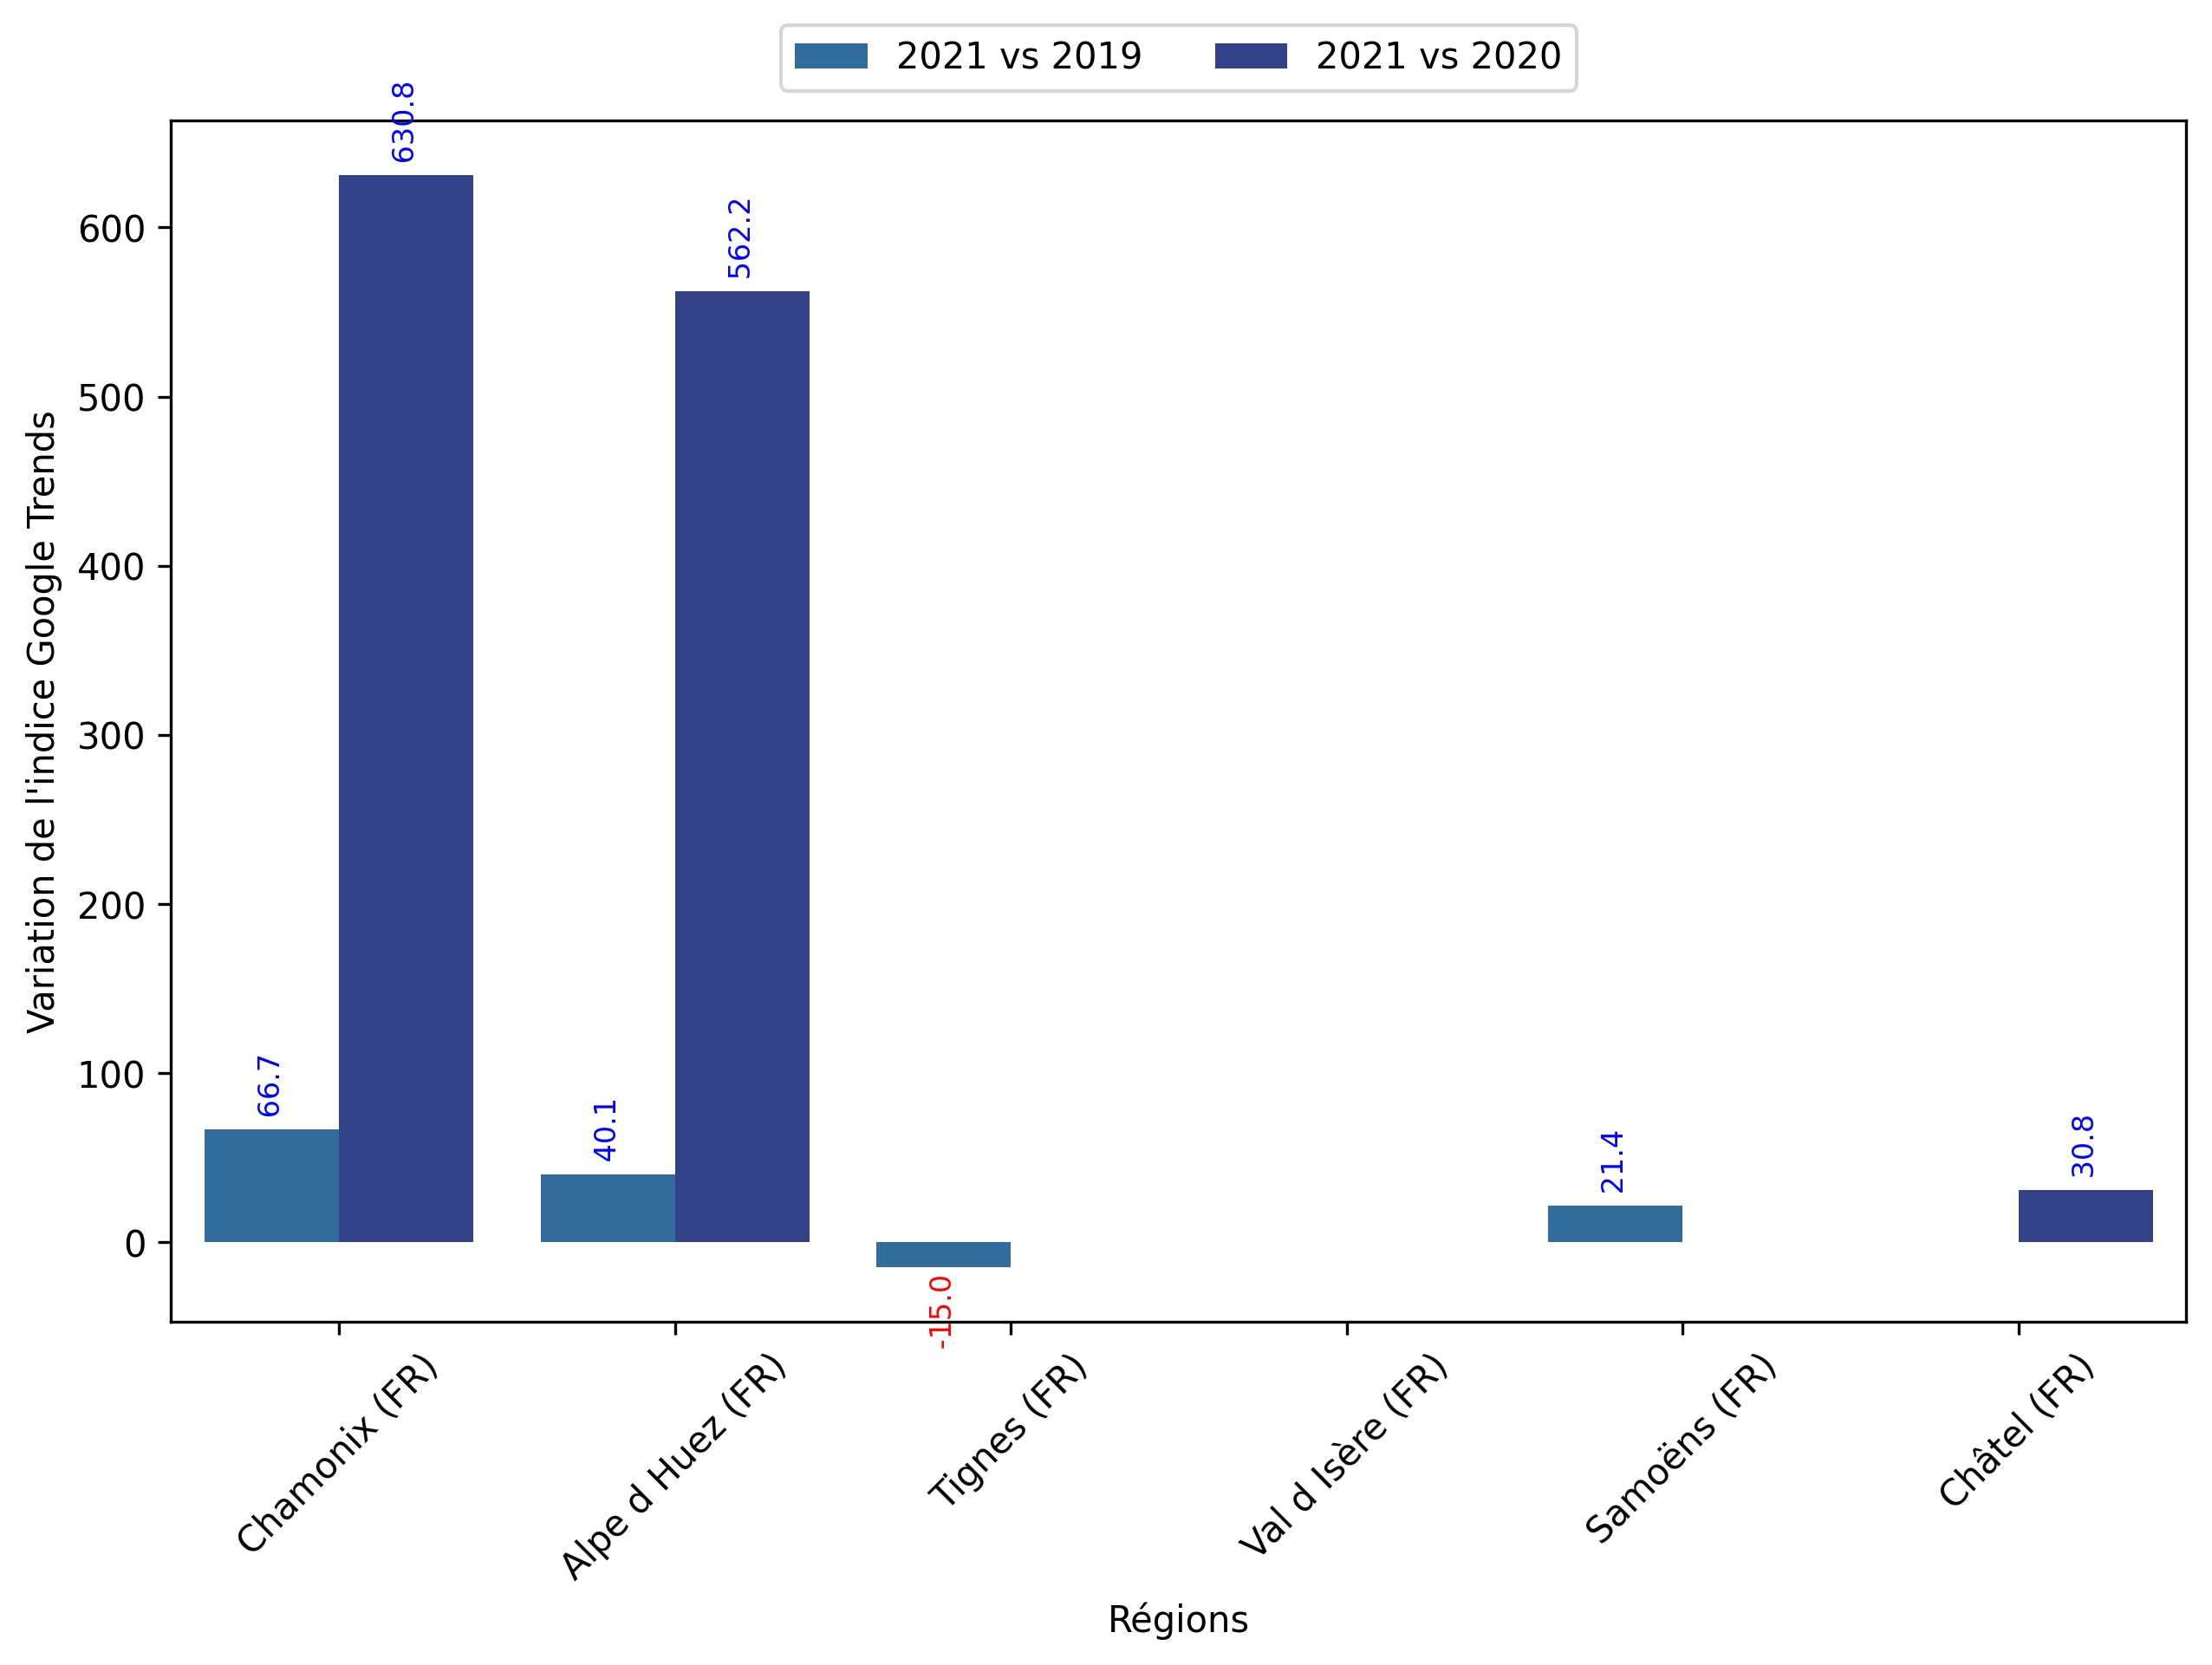 2021 vs 2019
2021 vs 2020
Variation de l'indice Google Trends
600
500
400
300
200
100
0
66.7
630.8
40.1
562.2
-15.0
21.4
30.8
Chamonix (FR)
Alpe d Huez (FR)
Tignes (FR)
Val d Isère (FR)
Samoëns (FR)
Châtel (FR)
Régions